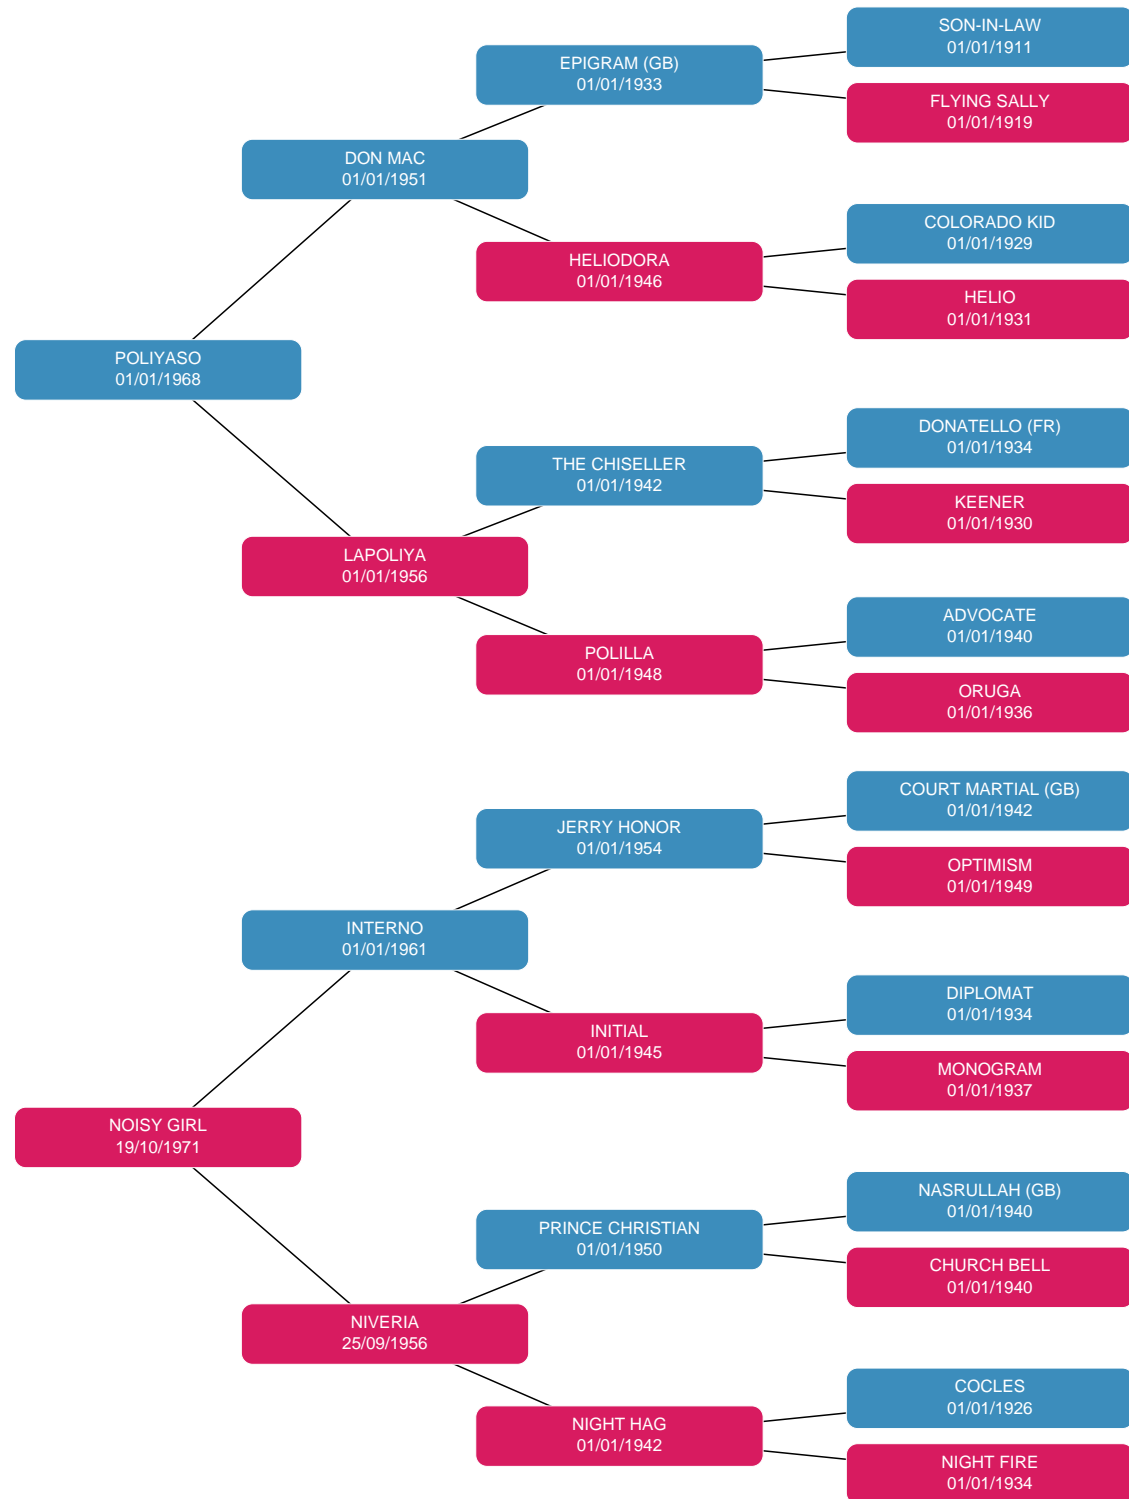 SON-IN-LAW
01/01/1911
EPIGRAM (GB)
01/01/1933
FLYING SALLY
01/01/1919
DON MAC
01/01/1951
COLORADO KID
01/01/1929
HELIODORA
01/01/1946
HELIO
01/01/1931
POLIYASO
01/01/1968
DONATELLO (FR)
01/01/1934
THE CHISELLER
01/01/1942
KEENER
01/01/1930
LAPOLIYA
01/01/1956
ADVOCATE
01/01/1940
POLILLA
01/01/1948
ORUGA
01/01/1936
COURT MARTIAL (GB)
01/01/1942
JERRY HONOR
01/01/1954
OPTIMISM
01/01/1949
INTERNO
01/01/1961
DIPLOMAT
01/01/1934
INITIAL
01/01/1945
MONOGRAM
01/01/1937
NOISY GIRL
19/10/1971
NASRULLAH (GB)
01/01/1940
PRINCE CHRISTIAN
01/01/1950
CHURCH BELL
01/01/1940
NIVERIA
25/09/1956
COCLES
01/01/1926
NIGHT HAG
01/01/1942
NIGHT FIRE
01/01/1934